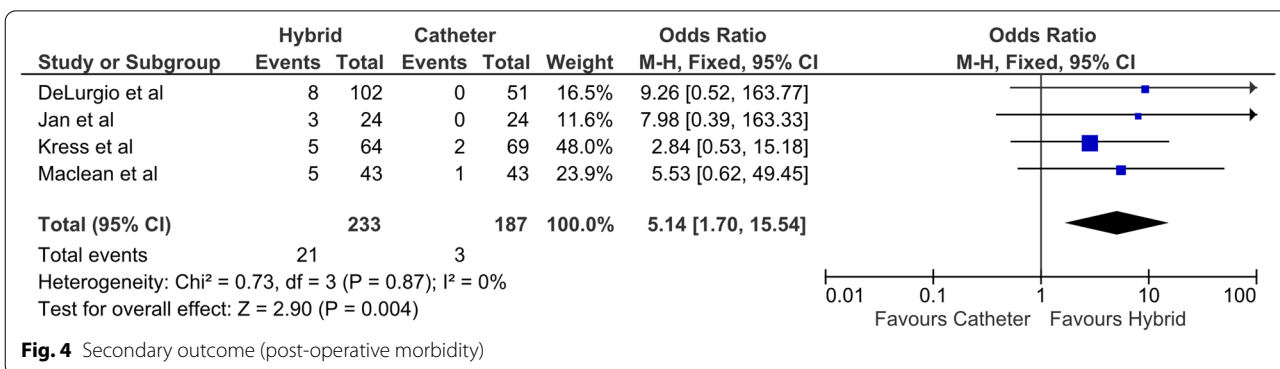 Hybrid Catheter Odds Ratio Odds Ratio
Study or Subgroup Events Total Events Total Weight M-H, Fixed, 95% CI M-H, Fixed, 95% CI
DeLurgio et al 8 102 0 51 16.5% 9.26 [0.52, 163.77]
Jan et al 3 24 0 24 11.6% 7.98 [0.39, 163.33]
Kress et al 5 64 2 69 48.0% 2.84 [0.53, 15.18]
Maclean et al 5 43 1 43 23.9% 5.53 [0.62, 49.45]
Total (95% CI) 233 187 100.0% 5.14 [1.70, 15.54]
Total events 21 3
Heterogeneity: Chi² = 0.73, df = 3 (P = 0.87); I² = 0%
Test for overall effect: Z = 2.90 (P = 0.004)
0.01 0.1 1 10 100
Favours Catheter Favours Hybrid
Fig. 4 Secondary outcome (post-operative morbidity)